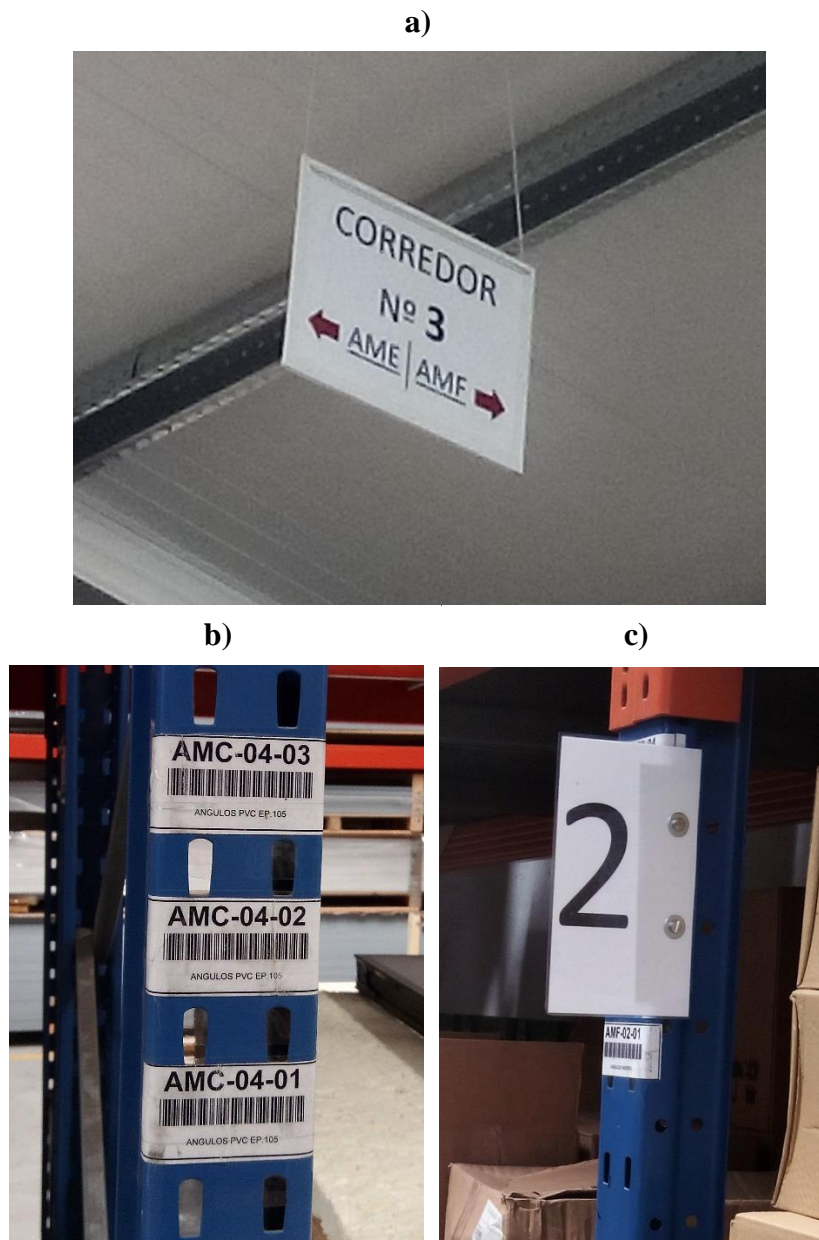 a)
CORREDOR
Nº 3
AME | AMF
b)
c)
AMC-04-03
ANGULOS PVC EP.105
AMC-04-02
ANGULOS PVC EP.105
AMC-04-01
ANGULOS PVC EP.105
2
AMF-02-01